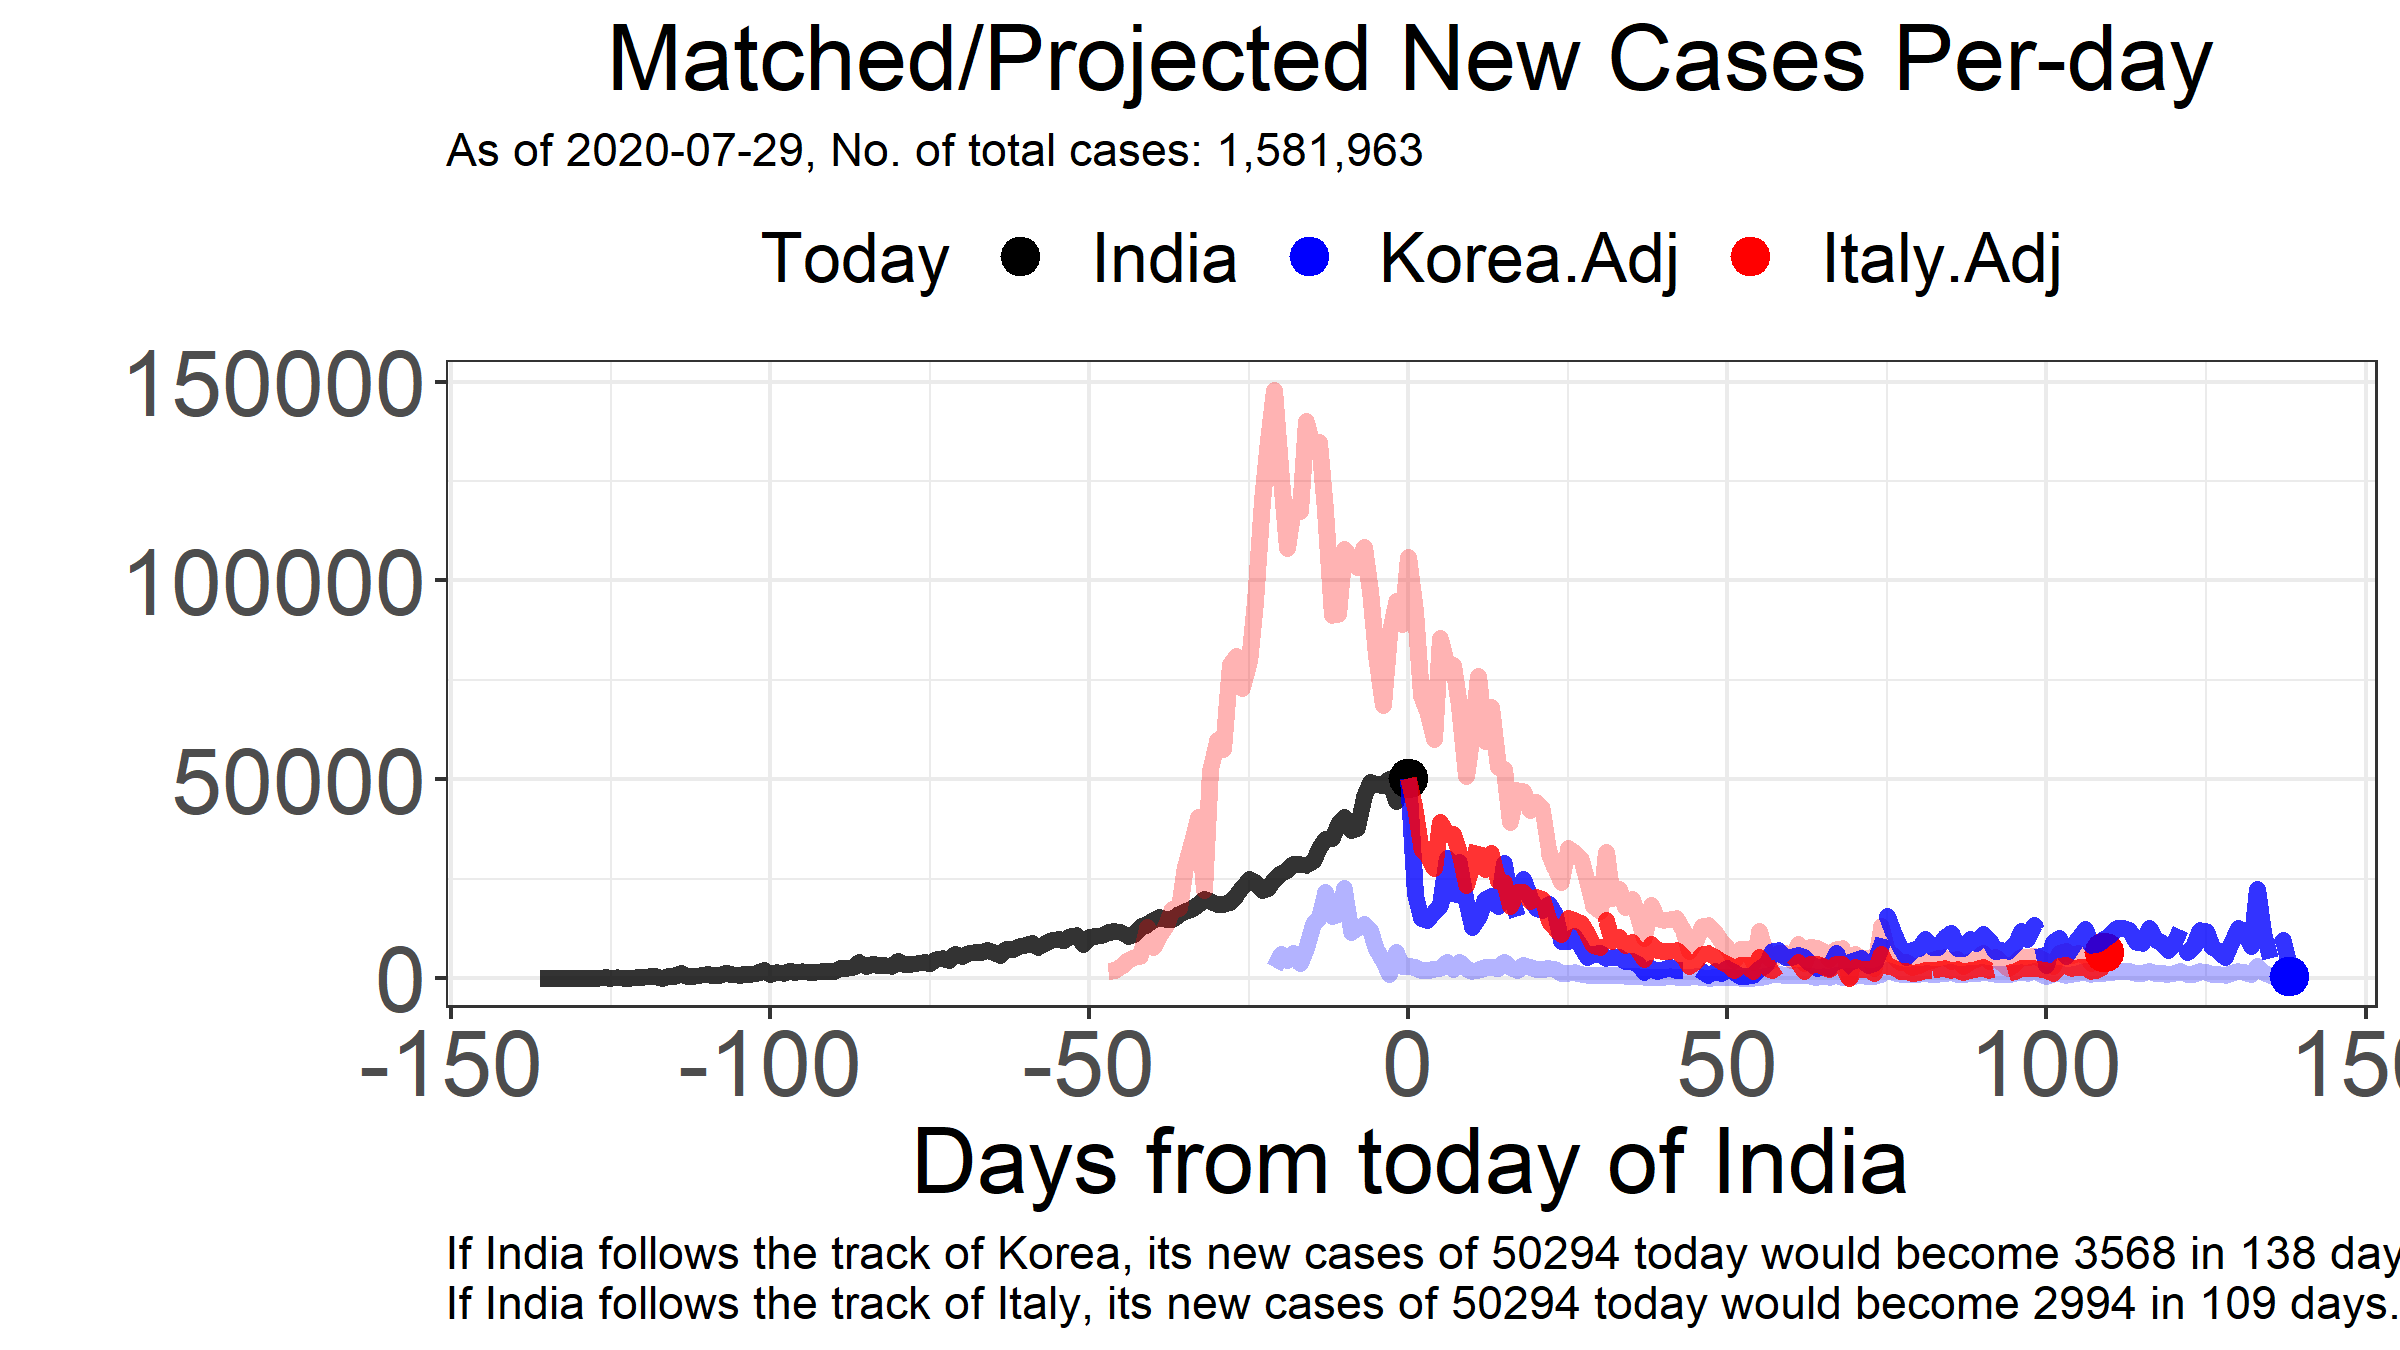 Matched/Projected New Cases Per-day
As of 2020-07-29, No. of total cases: 1,581,963
Today India Korea.Adj Italy.Adj
150000
100000
50000
0
-150 -100 -50 0 50 100 150
Days from today of India
If India follows the track of Korea, its new cases of 50294 today would become 3568 in 138 day
If India follows the track of Italy, its new cases of 50294 today would become 2994 in 109 days.